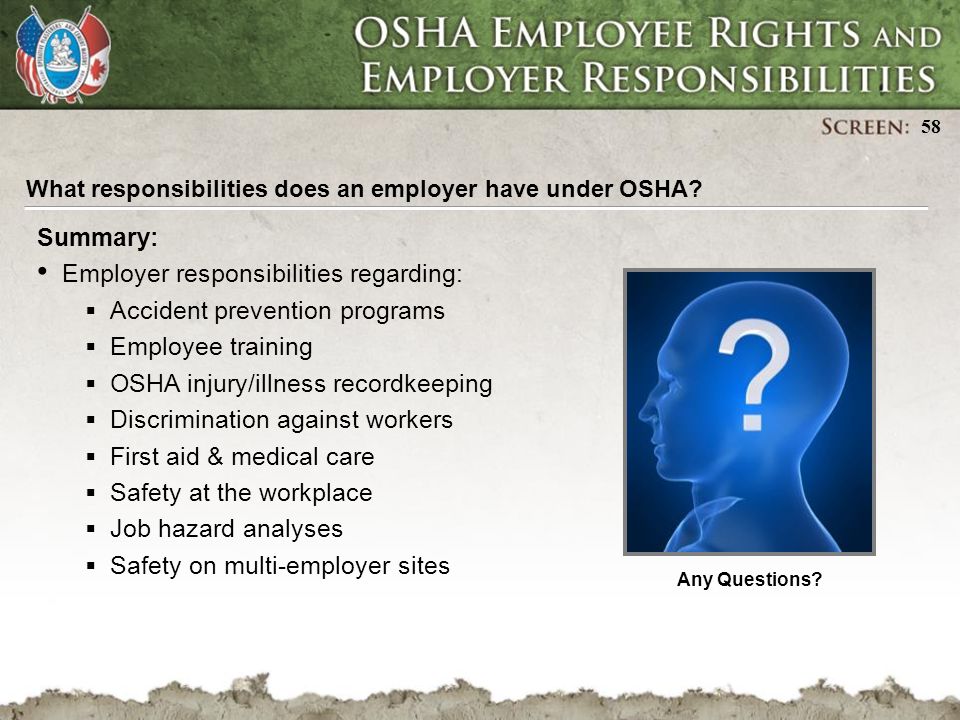 OSHA EMPLOYEE RIGHTS AND
EMPLOYER RESPONSIBILITIES
SCREEN: 58
What responsibilities does an employer have under OSHA?
Summary:
• Employer responsibilities regarding:
▪ Accident prevention programs
▪ Employee training
▪ OSHA injury/illness recordkeeping
▪ Discrimination against workers
▪ First aid & medical care
▪ Safety at the workplace
▪ Job hazard analyses
▪ Safety on multi-employer sites
?
Any Questions?